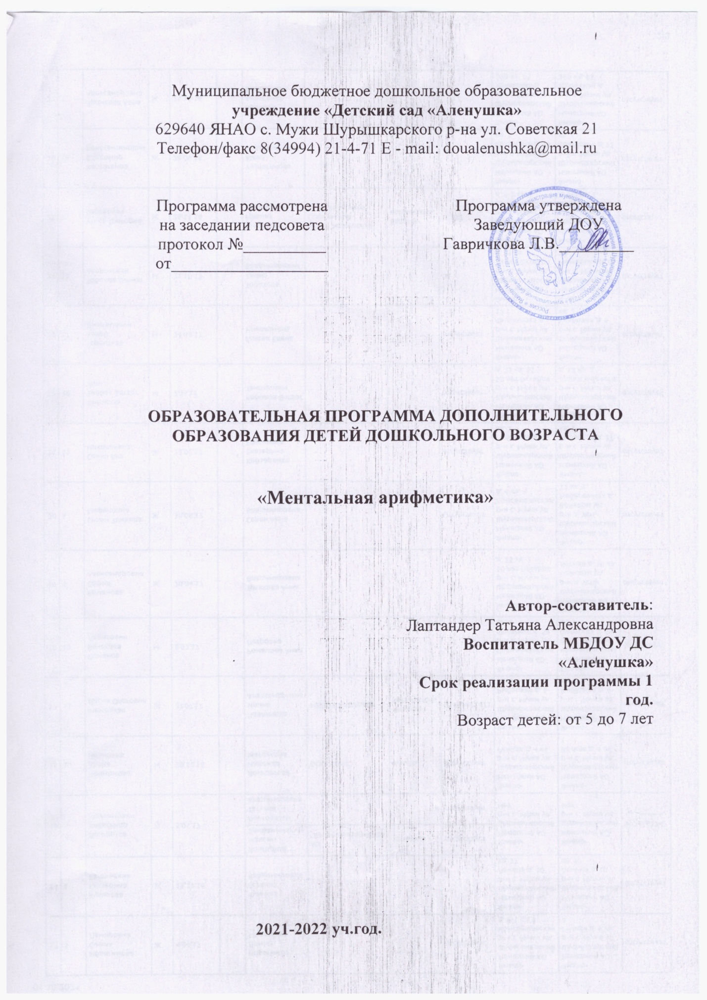 Муниципальное бюджетное дошкольное образовательное
учреждение «Детский сад «Аленушка»
629640 ЯНАО с. Мужи Шурышкарского р-на ул. Советская 21
Телефон/факс 8(34994) 21-4-71 E - mail: doualenushka@mail.ru
Программа рассмотрена
на заседании педсовета
протокол №__________
от___________________
Программа утверждена
Заведующий ДОУ
Гавричкова Л.В._________
ОБРАЗОВАТЕЛЬНАЯ ПРОГРАММА ДОПОЛНИТЕЛЬНОГО
ОБРАЗОВАНИЯ ДЕТЕЙ ДОШКОЛЬНОГО ВОЗРАСТА
«Ментальная арифметика»
Автор-составитель:
Лаптандер Татьяна Александровна
Воспитатель МБДОУ ДС
«Аленушка»
Срок реализации программы 1
год.
Возраст детей: от 5 до 7 лет
2021-2022 уч.год.